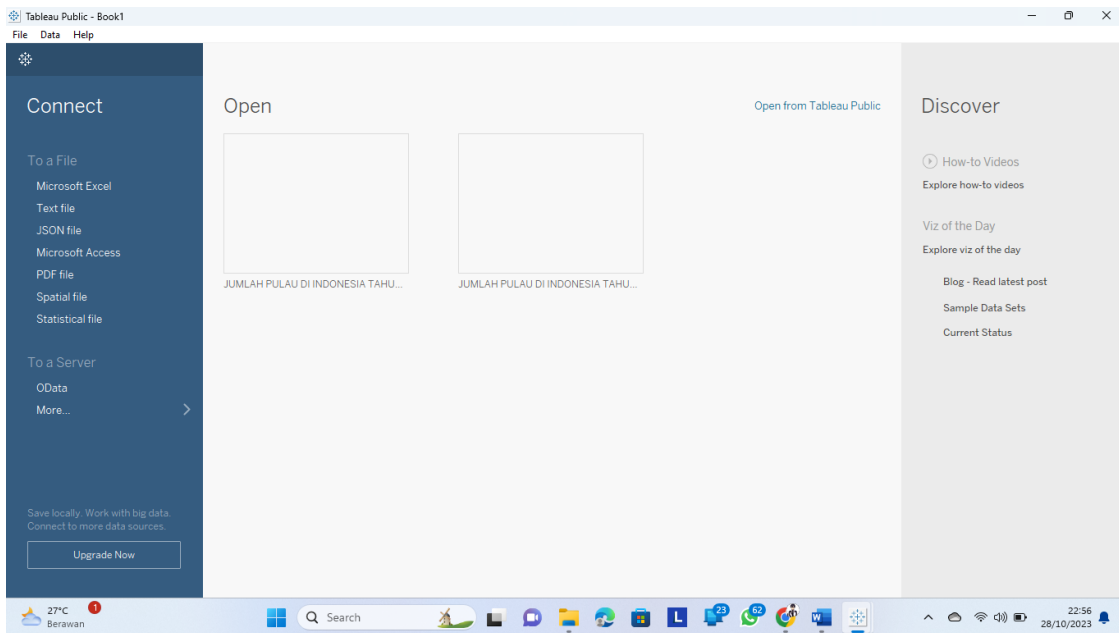 Tableau Public - Book1
File Data Help
Connect
To a File
Microsoft Excel
Text file
JSON file
Microsoft Access
PDF file
Spatial file
Statistical file
To a Server
OData
More...
Save locally. Work with big data.
Connect to more data sources.
Upgrade Now
Open
Open from Tableau Public
JUMLAH PULAU DI INDONESIA TAHU...
JUMLAH PULAU DI INDONESIA TAHU...
Discover
How-to Videos
Explore how-to videos
Viz of the Day
Explore viz of the day
Blog - Read latest post
Sample Data Sets
Current Status
27°C
Berawan
1
Search
L
23
62
W
22:56
28/10/2023